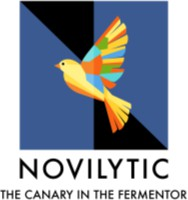 NOVILYTIC
THE CANARY IN THE FERMENTOR